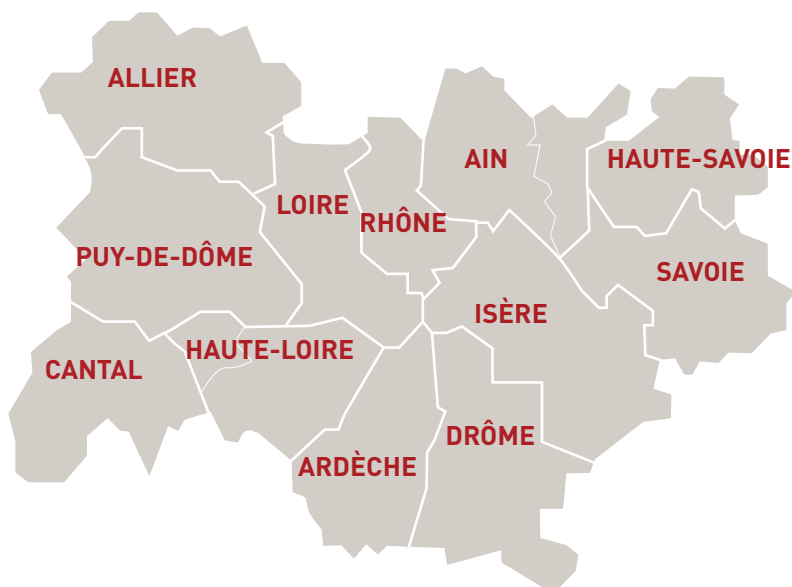 ALLIER
AIN
HAUTE-SAVOIE
LOIRE
RHÔNE
PUY-DE-DÔME
SAVOIE
ISÈRE
HAUTE-LOIRE
CANTAL
DRÔME
ARDÈCHE